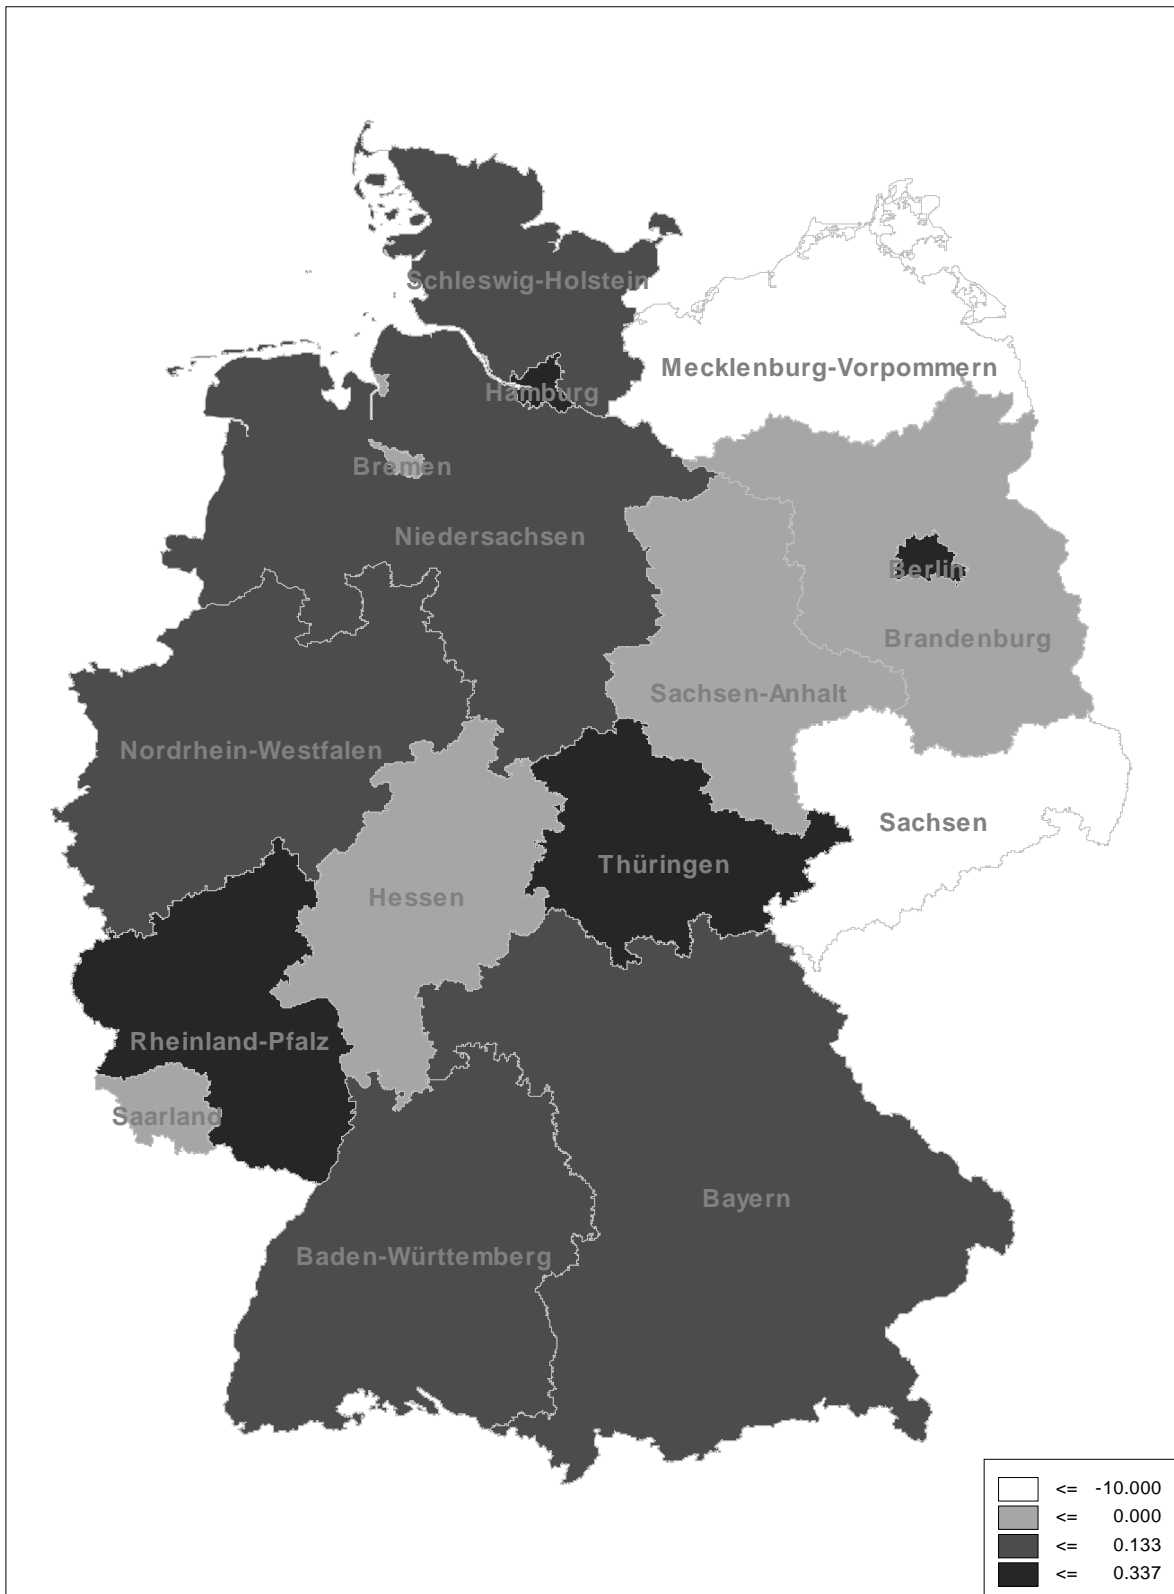 Schleswig-Holstein
Mecklenburg-Vorpommern
Hamburg
Bremen
Niedersachsen
Berlin
Brandenburg
Sachsen-Anhalt
Nordrhein-Westfalen
Sachsen
Thüringen
Hessen
Rheinland-Pfalz
Saarland
Bayern
Baden-Württemberg
<= -10.000
<= 0.000
<= 0.133
<= 0.337